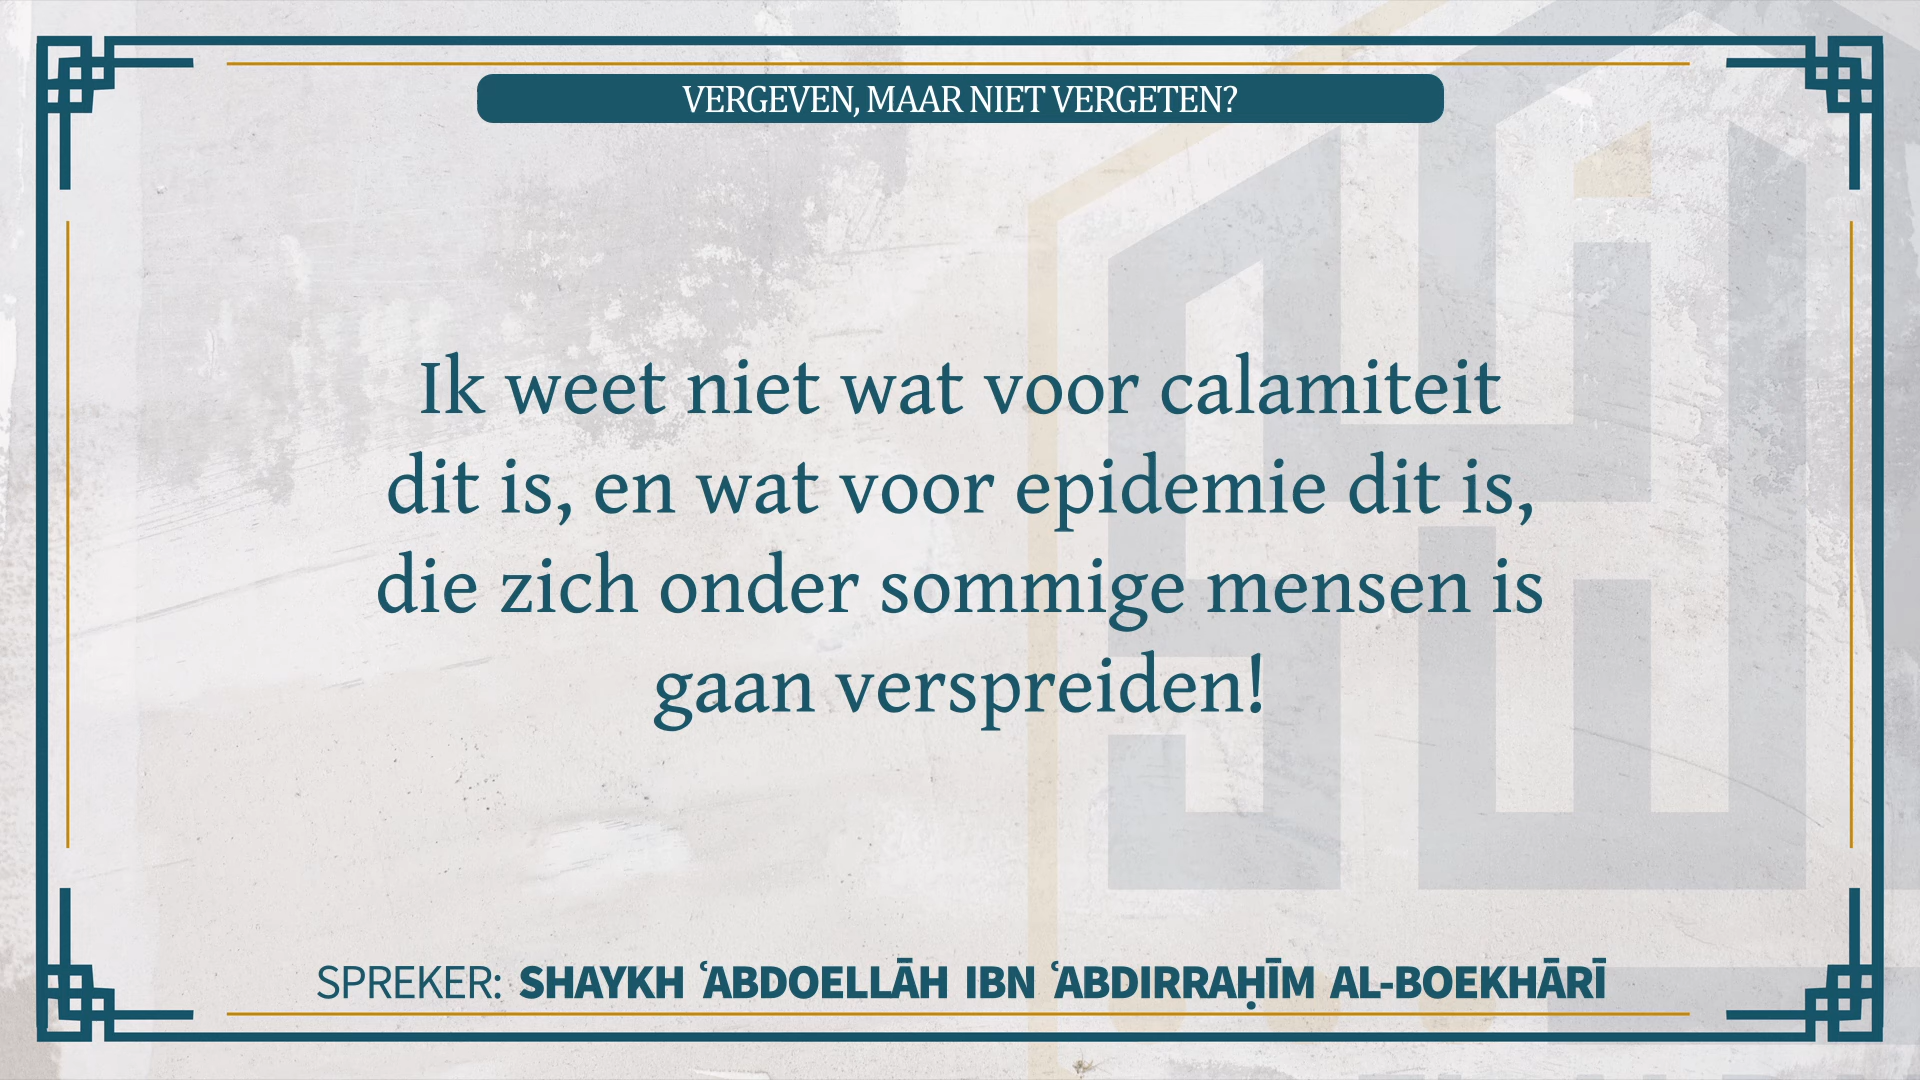 VERGEVEN, MAAR NIET VERGETEN?
Ik weet niet wat voor calamiteit
dit is, en wat voor epidemie dit is,
die zich onder sommige mensen is
gaan verspreiden!
SPREKER: SHAYKH ʿABDOELLĀH IBN ʿABDIRRAḤĪM AL-BOEKHĀRĪ